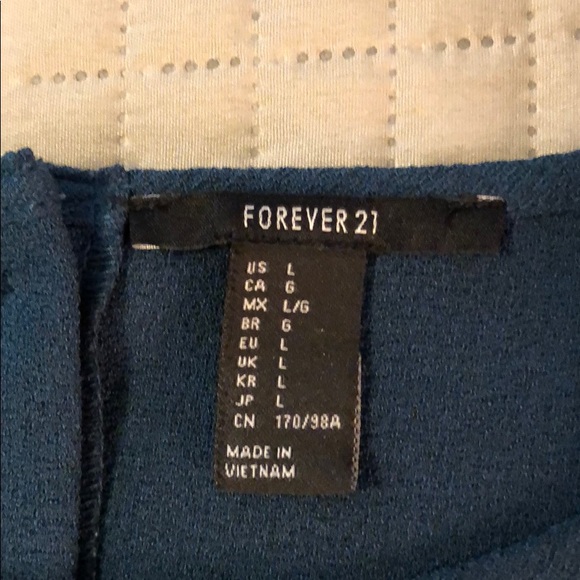 FOREVER 21
US L
CA G
MX L/G
BR G
EU L
UK L
KR L
JP L
CN 170/98A
MADE IN
VIETNAM